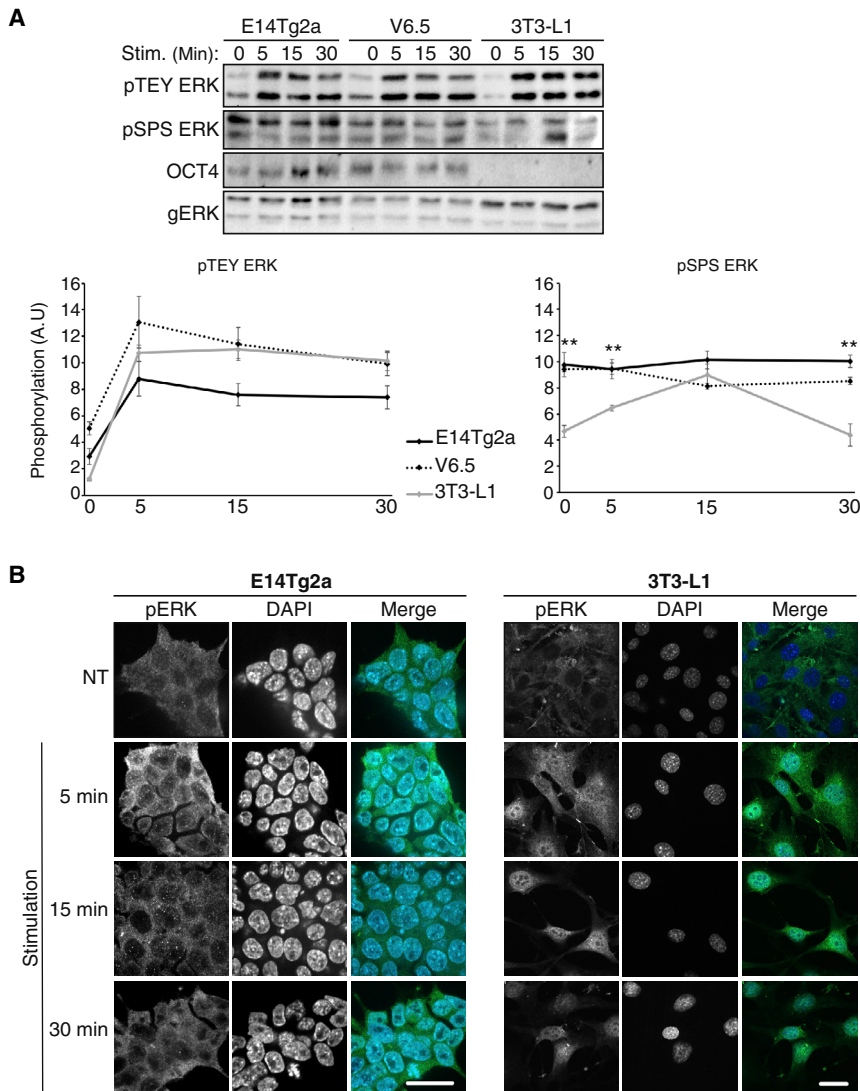 A
E14Tg2a V6.5 3T3-L1
Stim. (Min): 0 5 15 30 0 5 15 30 0 5 15 30
pTEY ERK
pSPS ERK
OCT4
gERK
pTEY ERK
Phosphorylation (A.U)
16
14
12
10
8
6
4
2
0
0 5 15 30
E14Tg2a
V6.5
3T3-L1
pSPS ERK
16
14
12
10
8
6
4
2
0
** ** **
0 5 15 30
B
E14Tg2a 3T3-L1
pERK DAPI Merge pERK DAPI Merge
NT
Stimulation
5 min
15 min
30 min